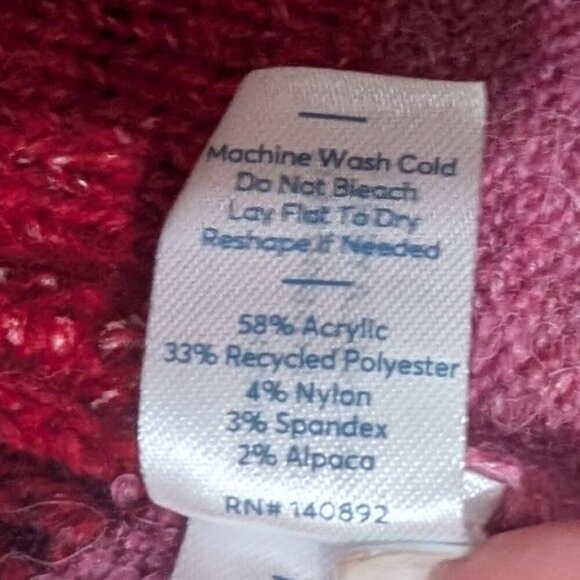 Machine Wash Cold
Do Not Bleach
Lay Flat To Dry
Reshape If Needed
58% Acrylic
33% Recycled Polyester
4% Nylon
3% Spandex
2% Alpaca
RN# 140892